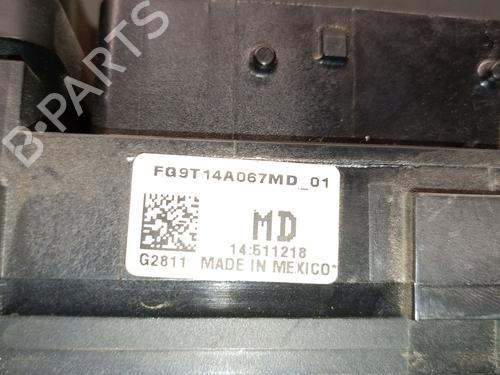 B-PARTS
FG9T14A067MD_01
MD
14:511218
G2811 MADE IN MEXICO